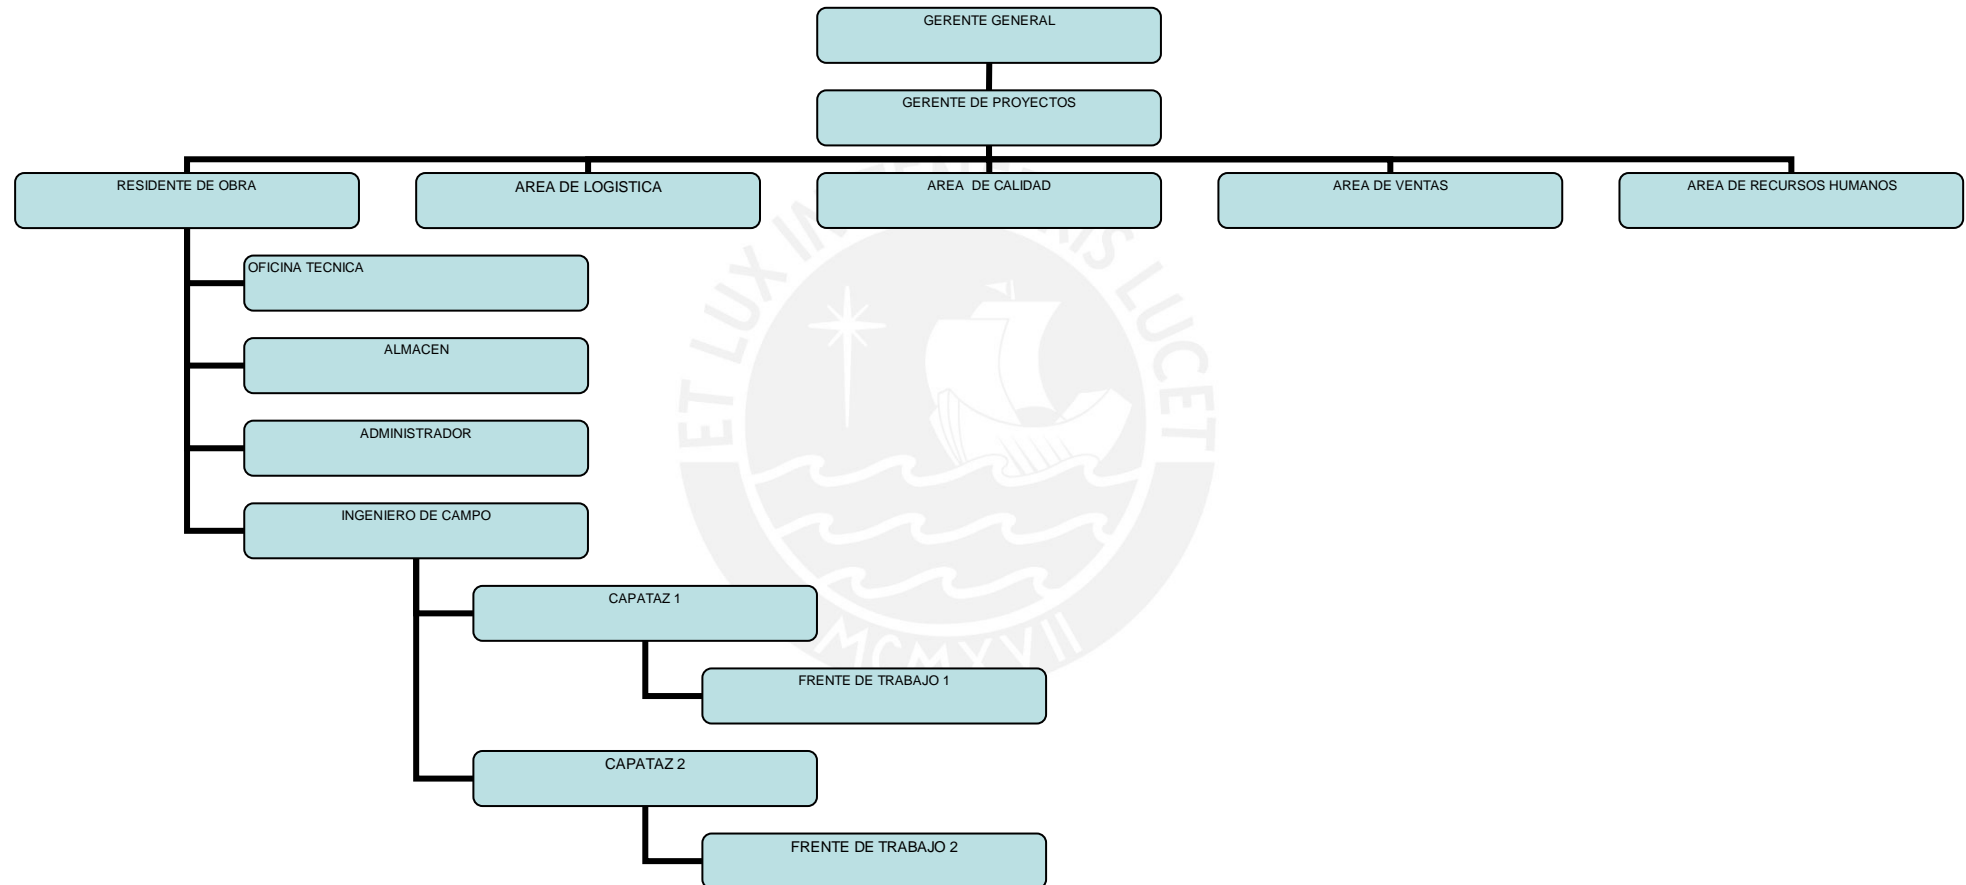 GERENTE GENERAL
GERENTE DE PROYECTOS
RESIDENTE DE OBRA
AREA DE LOGISTICA
AREA DE CALIDAD
AREA DE VENTAS
AREA DE RECURSOS HUMANOS
OFICINA TECNICA
ALMACEN
ADMINISTRADOR
INGENIERO DE CAMPO
CAPATAZ 1
FRENTE DE TRABAJO 1
CAPATAZ 2
FRENTE DE TRABAJO 2
ET LUX IN LUCET
MCMXVII